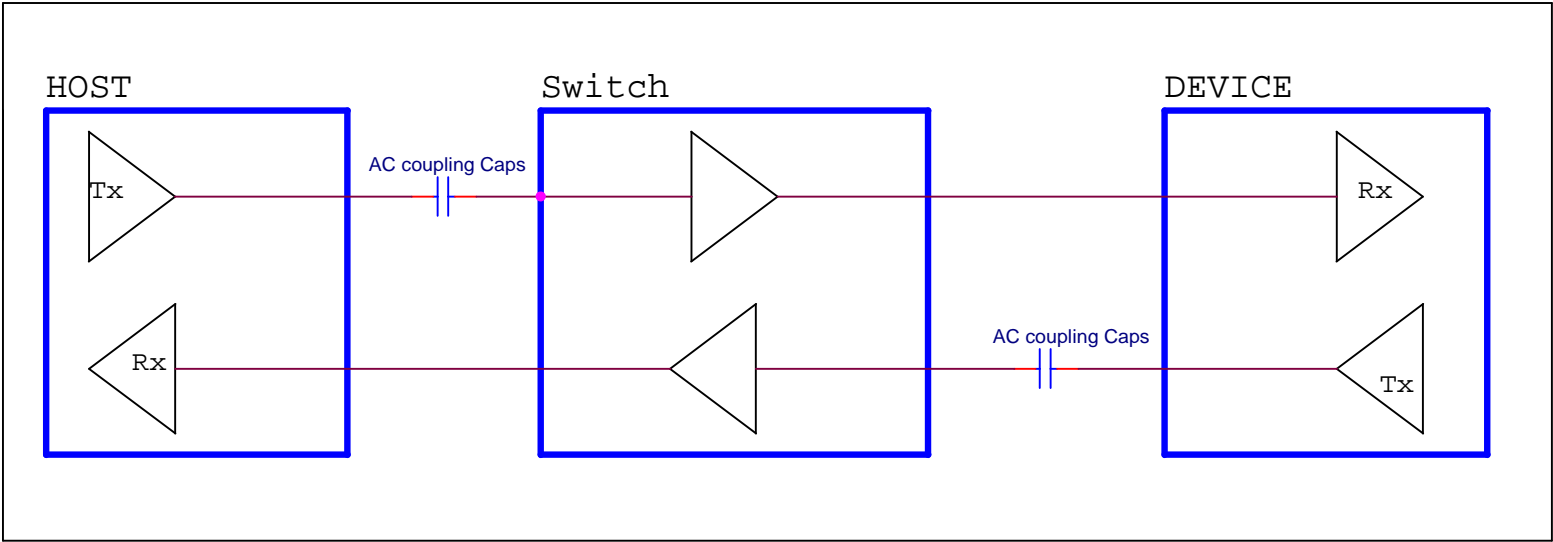 HOST
Switch
DEVICE
AC coupling Caps
Tx
Rx
AC coupling Caps
Rx
Tx